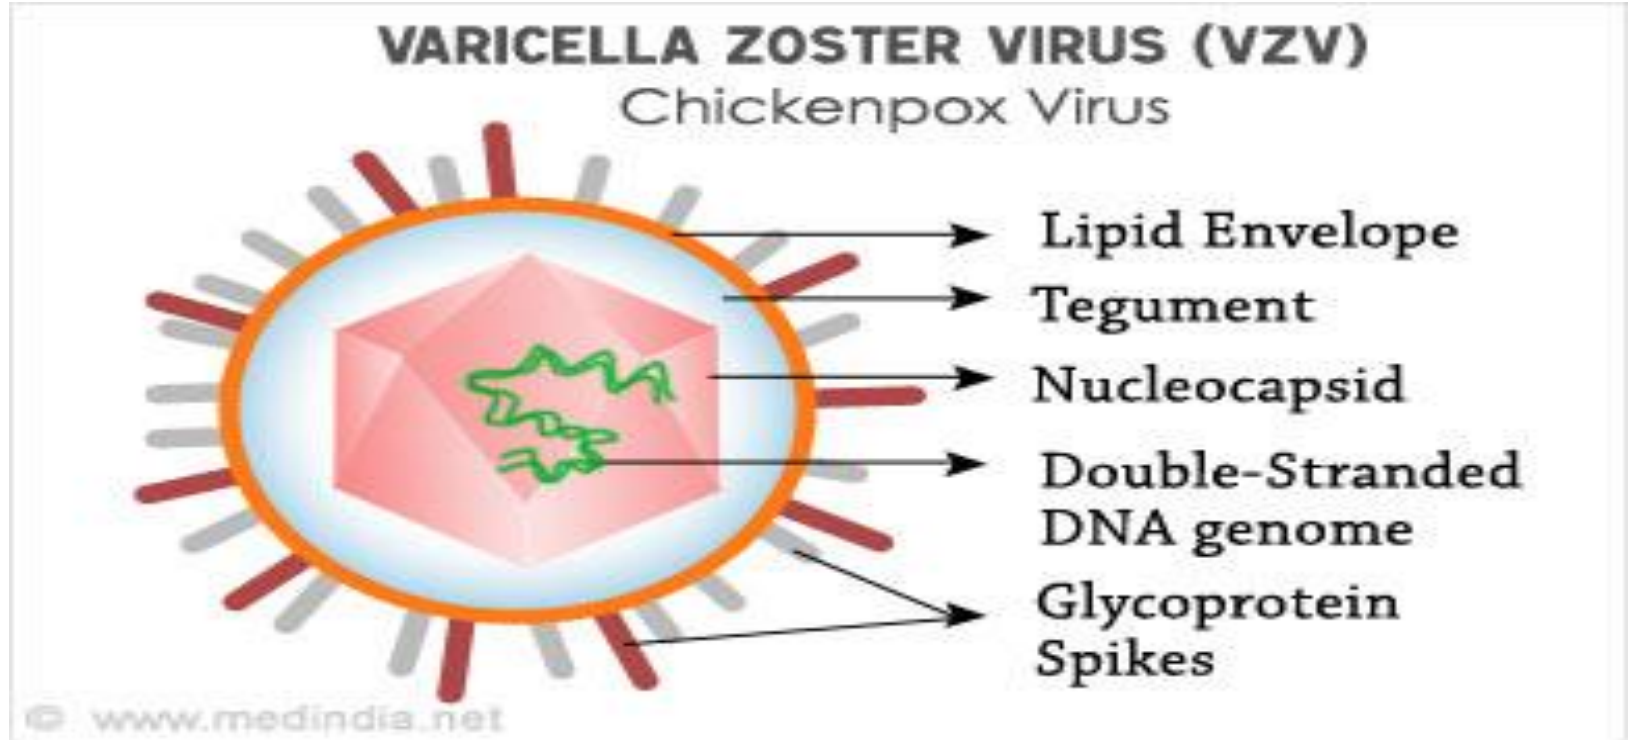 VARICELLA ZOSTER VIRUS (VZV)
Chickenpox Virus
Lipid Envelope
Tegument
Nucleocapsid
Double-Stranded
DNA genome
Glycoprotein
Spikes
© www.medindia.net